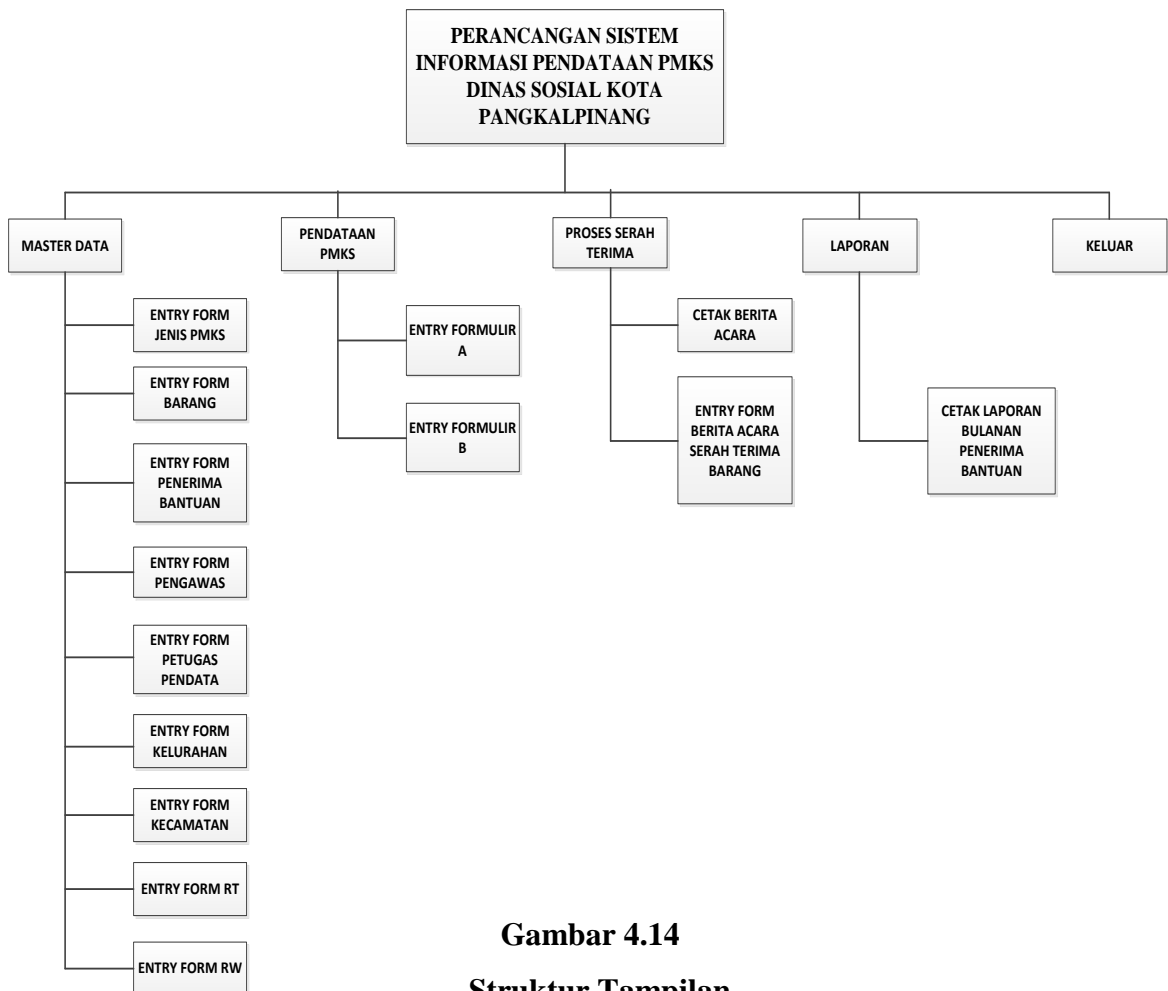 PERANCANGAN SISTEM
INFORMASI PENDATAAN PMKS
DINAS SOSIAL KOTA
PANGKALPINANG
MASTER DATA
PENDATAAN
PMKS
PROSES SERAH
TERIMA
LAPORAN
KELUAR
ENTRY FORM
JENIS PMKS
ENTRY FORM
BARANG
ENTRY FORM
PENERIMA
BANTUAN
ENTRY FORM
PENGAWAS
ENTRY FORM
PETUGAS
PENDATA
ENTRY FORM
KELURAHAN
ENTRY FORM
KECAMATAN
ENTRY FORM RT
ENTRY FORM RW
ENTRY FORMULIR
A
ENTRY FORMULIR
B
CETAK BERITA
ACARA
ENTRY FORM
BERITA ACARA
SERAH TERIMA
BARANG
CETAK LAPORAN
BULANAN
PENERIMA
BANTUAN
Gambar 4.14
Struktur Tampilan